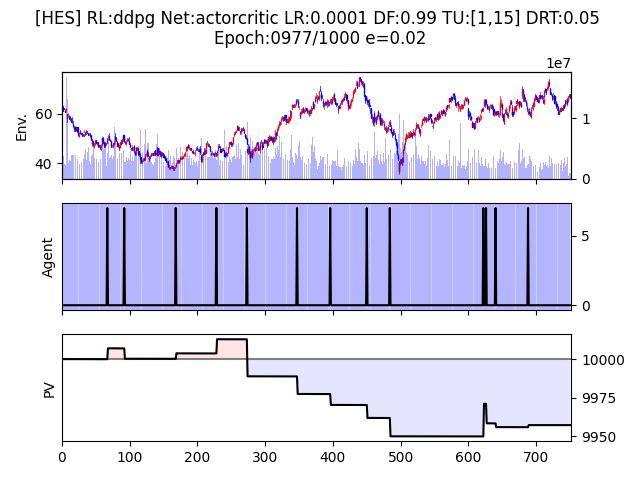 [HES] RL:ddpg Net:actorcritic LR:0.0001 DF:0.99 TU:[1,15] DRT:0.05
Epoch:0977/1000 e=0.02
1e7
Env.
60
40
1
0
Agent
5
0
PV
10000
9975
9950
0 100 200 300 400 500 600 700